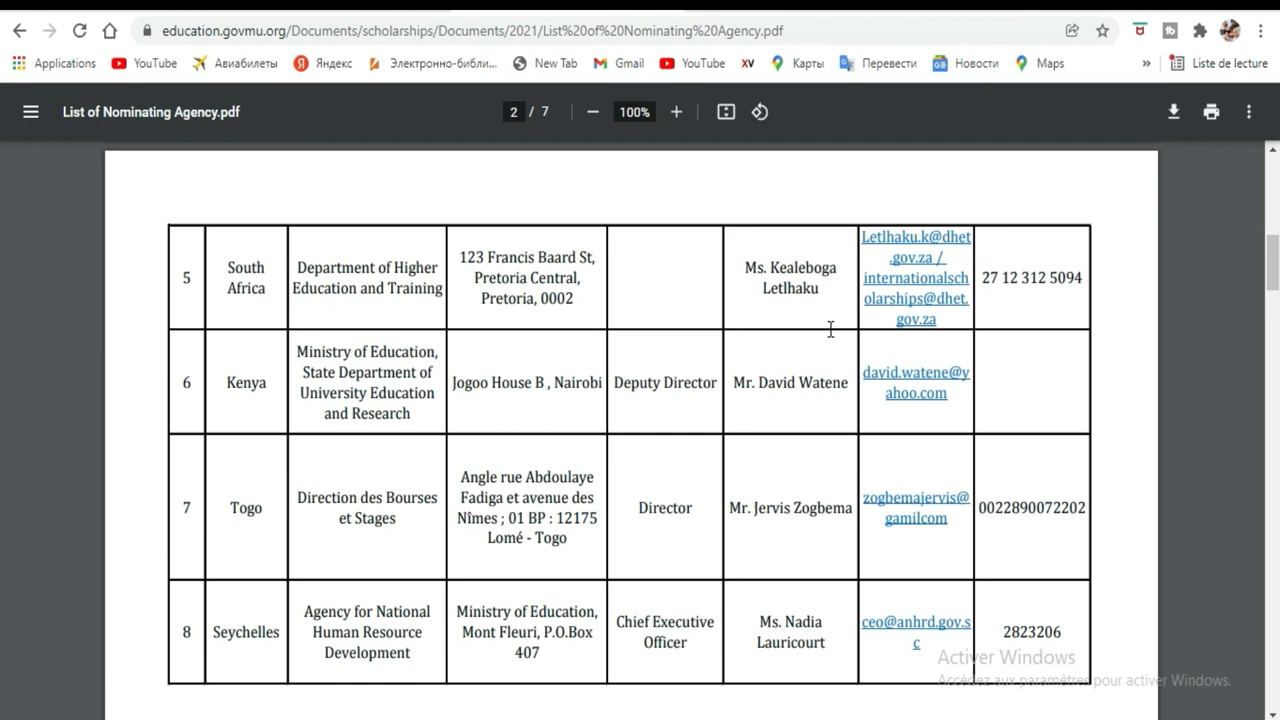 education.govmu.org/Documents/scholarships/Documents/2021/List%20of%20Nominating%20Agency.pdf
Applications YouTube Авиабилеты Яндекс Электронно-библи... New Tab Gmail YouTube XV Карты Перевести Новости Maps » Liste de lecture
List of Nominating Agency.pdf 2 / 7 100%
5
South
Africa
Department of Higher
Education and Training
123 Francis Baard St,
Pretoria Central,
Pretoria, 0002
Ms. Kealeboga
Letlhaku
Letlhaku.k@dhet
.gov.za /
internationalsch
olarships@dhet.
gov.za
27 12 312 5094
6
Kenya
Ministry of Education,
State Department of
University Education
and Research
Jogoo House B , Nairobi
Deputy Director
Mr. David Watene
david.watene@y
ahoo.com
7
Togo
Direction des Bourses
et Stages
Angle rue Abdoulaye
Fadiga et avenue des
Nîmes ; 01 BP : 12175
Lomé - Togo
Director
Mr. Jervis Zogbema
zogbemajervis@
gamilcom
0022890072202
8
Seychelles
Agency for National
Human Resource
Development
Ministry of Education,
Mont Fleuri, P.O.Box
407
Chief Executive
Officer
Ms. Nadia
Lauricourt
ceo@anhrd.gov.s
c
2823206
Activer Windows
Accédez aux paramètres pour activer Windows.